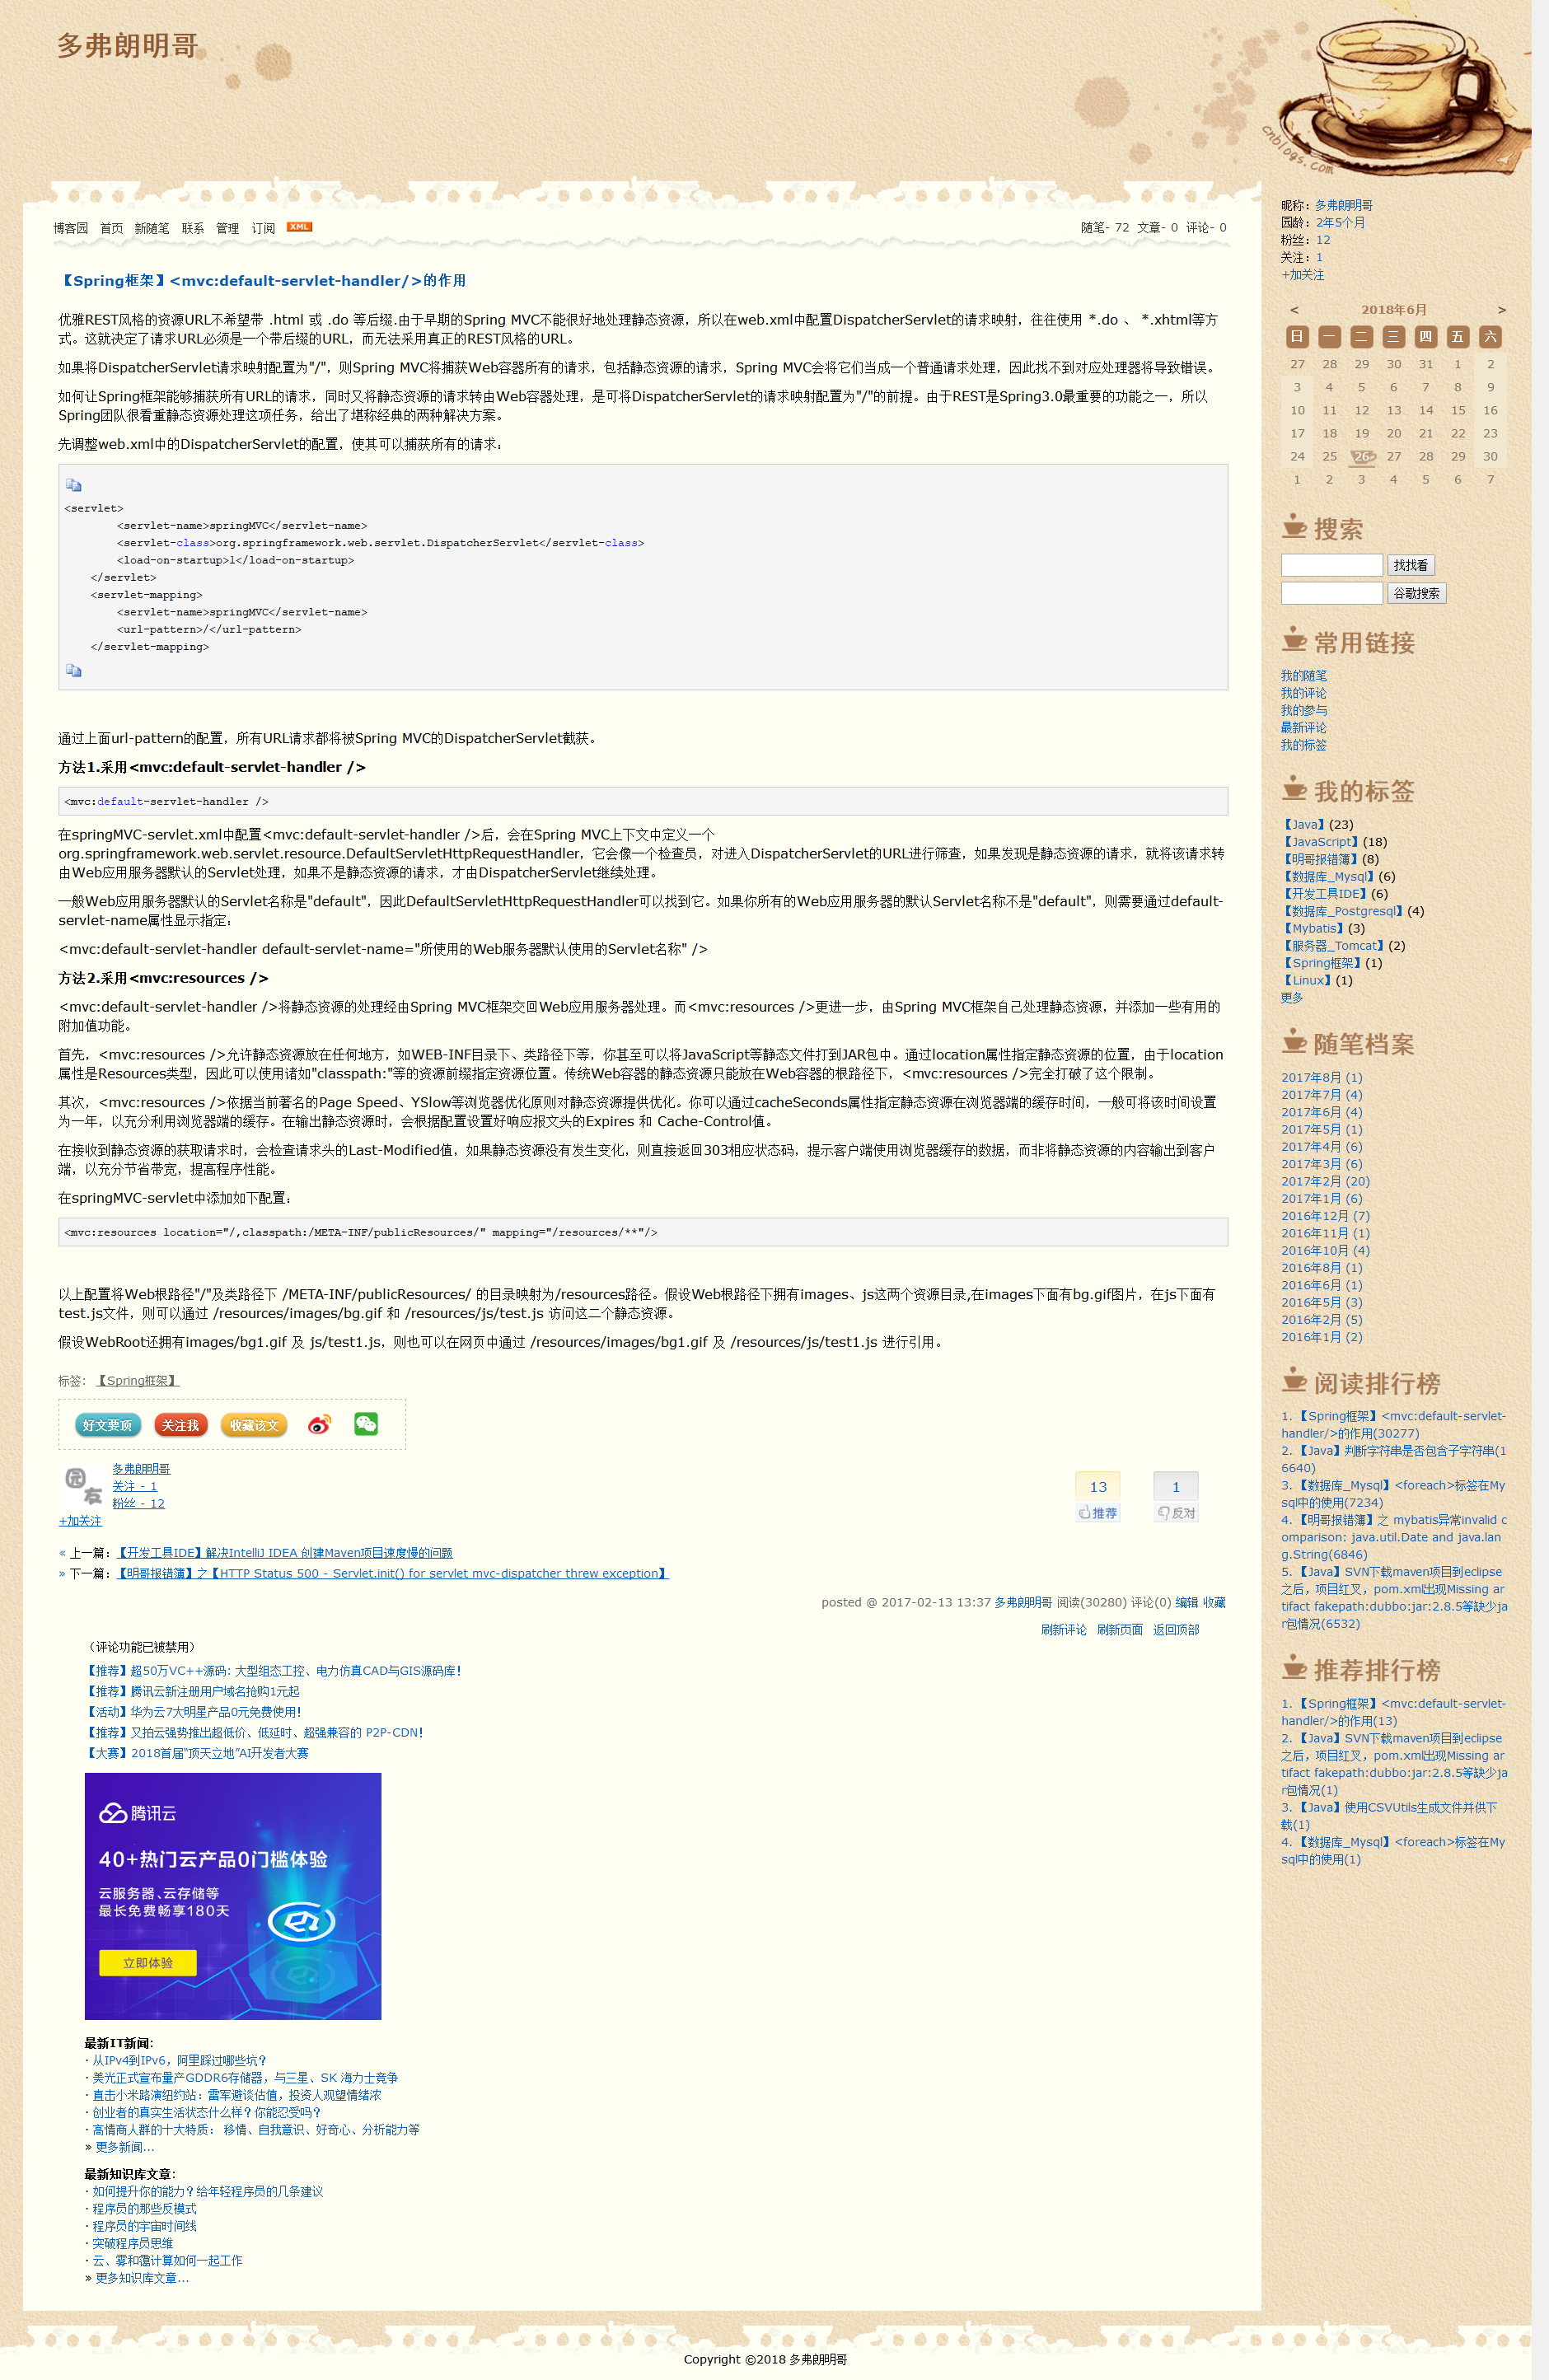 多弗朗明哥
cnblogs.com
博客园 首页 新随笔 联系 管理 订阅 XML
随笔- 72 文章- 0 评论- 0
【Spring框架】<mvc:default-servlet-handler/>的作用
优雅REST风格的资源URL不希望带 .html 或 .do 等后缀.由于早期的Spring MVC不能很好地处理静态资源，所以在web.xml中配置DispatcherServlet的请求映射，往往使用 *.do 、 *.xhtml等方
式。这就决定了请求URL必须是一个带后缀的URL，而无法采用真正的REST风格的URL。
如果将DispatcherServlet请求映射配置为"/"，则Spring MVC将捕获Web容器所有的请求，包括静态资源的请求，Spring MVC会将它们当成一个普通请求处理，因此找不到对应处理器将导致错误。
如何让Spring框架能够捕获所有URL的请求，同时又将静态资源的请求转由Web容器处理，是可将DispatcherServlet的请求映射配置为"/"的前提。由于REST是Spring3.0最重要的功能之一，所以
Spring团队很看重静态资源处理这项任务，给出了堪称经典的两种解决方案。
先调整web.xml中的DispatcherServlet的配置，使其可以捕获所有的请求：
<servlet>
<servlet-name>springMVC</servlet-name>
<servlet-class>org.springframework.web.servlet.DispatcherServlet</servlet-class>
<load-on-startup>1</load-on-startup>
</servlet>
<servlet-mapping>
<servlet-name>springMVC</servlet-name>
<url-pattern>/</url-pattern>
</servlet-mapping>
通过上面url-pattern的配置，所有URL请求都将被Spring MVC的DispatcherServlet截获。
方法1.采用<mvc:default-servlet-handler />
<mvc:default-servlet-handler />
在springMVC-servlet.xml中配置<mvc:default-servlet-handler />后，会在Spring MVC上下文中定义一个
org.springframework.web.servlet.resource.DefaultServletHttpRequestHandler，它会像一个检查员，对进入DispatcherServlet的URL进行筛查，如果发现是静态资源的请求，就将该请求转
由Web应用服务器默认的Servlet处理，如果不是静态资源的请求，才由DispatcherServlet继续处理。
一般Web应用服务器默认的Servlet名称是"default"，因此DefaultServletHttpRequestHandler可以找到它。如果你所有的Web应用服务器的默认Servlet名称不是"default"，则需要通过default-
servlet-name属性显示指定：
<mvc:default-servlet-handler default-servlet-name="所使用的Web服务器默认使用的Servlet名称" />
方法2.采用<mvc:resources />
<mvc:default-servlet-handler />将静态资源的处理经由Spring MVC框架交回Web应用服务器处理。而<mvc:resources />更进一步，由Spring MVC框架自己处理静态资源，并添加一些有用的
附加值功能。
首先，<mvc:resources />允许静态资源放在任何地方，如WEB-INF目录下、类路径下等，你甚至可以将JavaScript等静态文件打到JAR包中。通过location属性指定静态资源的位置，由于location
属性是Resources类型，因此可以使用诸如"classpath:"等的资源前缀指定资源位置。传统Web容器的静态资源只能放在Web容器的根路径下，<mvc:resources />完全打破了这个限制。
其次，<mvc:resources />依据当前著名的Page Speed、YSlow等浏览器优化原则对静态资源提供优化。你可以通过cacheSeconds属性指定静态资源在浏览器端的缓存时间，一般可将该时间设置
为一年，以充分利用浏览器端的缓存。在输出静态资源时，会根据配置设置好响应报文头的Expires 和 Cache-Control值。
在接收到静态资源的获取请求时，会检查请求头的Last-Modified值，如果静态资源没有发生变化，则直接返回303相应状态码，提示客户端使用浏览器缓存的数据，而非将静态资源的内容输出到客户
端，以充分节省带宽，提高程序性能。
在springMVC-servlet中添加如下配置：
<mvc:resources location="/,classpath:/META-INF/publicResources/" mapping="/resources/**"/>
以上配置将Web根路径"/"及类路径下 /META-INF/publicResources/ 的目录映射为/resources路径。假设Web根路径下拥有images、js这两个资源目录,在images下面有bg.gif图片，在js下面有
test.js文件，则可以通过 /resources/images/bg.gif 和 /resources/js/test.js 访问这二个静态资源。
假设WebRoot还拥有images/bg1.gif 及 js/test1.js，则也可以在网页中通过 /resources/images/bg1.gif 及 /resources/js/test1.js 进行引用。
标签： 【Spring框架】
好文要顶 关注我 收藏该文
园友
多弗朗明哥
关注 - 1
粉丝 - 12
+加关注
13 推荐
1 反对
« 上一篇：【开发工具IDE】解决IntelliJ IDEA 创建Maven项目速度慢的问题
» 下一篇：【明哥报错簿】之【HTTP Status 500 - Servlet.init() for servlet mvc-dispatcher threw exception】
posted @ 2017-02-13 13:37 多弗朗明哥 阅读(30280) 评论(0) 编辑 收藏
刷新评论 刷新页面 返回顶部
（评论功能已被禁用）
【推荐】超50万VC++源码: 大型组态工控、电力仿真CAD与GIS源码库！
【推荐】腾讯云新注册用户域名抢购1元起
【活动】华为云7大明星产品0元免费使用！
【推荐】又拍云强势推出超低价、低延时、超强兼容的 P2P-CDN！
【大赛】2018首届“顶天立地”AI开发者大赛
腾讯云
40+热门云产品0门槛体验
云服务器、云存储等
最长免费畅享180天
立即体验
最新IT新闻:
· 从IPv4到IPv6，阿里踩过哪些坑？
· 美光正式宣布量产GDDR6存储器，与三星、SK 海力士竞争
· 直击小米路演纽约站：雷军避谈估值，投资人观望情绪浓
· 创业者的真实生活状态什么样？你能忍受吗？
· 高情商人群的十大特质： 移情、自我意识、好奇心、分析能力等
» 更多新闻...
最新知识库文章:
· 如何提升你的能力？给年轻程序员的几条建议
· 程序员的那些反模式
· 程序员的宇宙时间线
· 突破程序员思维
· 云、雾和霭计算如何一起工作
» 更多知识库文章...
昵称：多弗朗明哥
园龄：2年5个月
粉丝：12
关注：1
+加关注
< 2018年6月 >
日 一 二 三 四 五 六
27 28 29 30 31 1 2
3 4 5 6 7 8 9
10 11 12 13 14 15 16
17 18 19 20 21 22 23
24 25 26 27 28 29 30
1 2 3 4 5 6 7
搜索
找找看
谷歌搜索
常用链接
我的随笔
我的评论
我的参与
最新评论
我的标签
我的标签
【Java】(23)
【JavaScript】(18)
【明哥报错簿】(8)
【数据库_Mysql】(6)
【开发工具IDE】(6)
【数据库_Postgresql】(4)
【Mybatis】(3)
【服务器_Tomcat】(2)
【Spring框架】(1)
【Linux】(1)
更多
随笔档案
2017年8月 (1)
2017年7月 (4)
2017年6月 (4)
2017年5月 (1)
2017年4月 (6)
2017年3月 (6)
2017年2月 (20)
2017年1月 (6)
2016年12月 (7)
2016年11月 (1)
2016年10月 (4)
2016年8月 (1)
2016年6月 (1)
2016年5月 (3)
2016年2月 (5)
2016年1月 (2)
阅读排行榜
1. 【Spring框架】<mvc:default-servlet-
handler/>的作用(30277)
2. 【Java】判断字符串是否包含子字符串(1
6640)
3. 【数据库_Mysql】<foreach>标签在My
sql中的使用(7234)
4. 【明哥报错簿】之 mybatis异常invalid c
omparison: java.util.Date and java.lan
g.String(6846)
5. 【Java】SVN下载maven项目到eclipse
之后，项目红叉，pom.xml出现Missing ar
tifact fakepath:dubbo:jar:2.8.5等缺少ja
r包情况(6532)
推荐排行榜
1. 【Spring框架】<mvc:default-servlet-
handler/>的作用(13)
2. 【Java】SVN下载maven项目到eclipse
之后，项目红叉，pom.xml出现Missing ar
tifact fakepath:dubbo:jar:2.8.5等缺少ja
r包情况(1)
3. 【Java】使用CSVUtils生成文件并供下
载(1)
4. 【数据库_Mysql】<foreach>标签在My
sql中的使用(1)
Copyright ©2018 多弗朗明哥